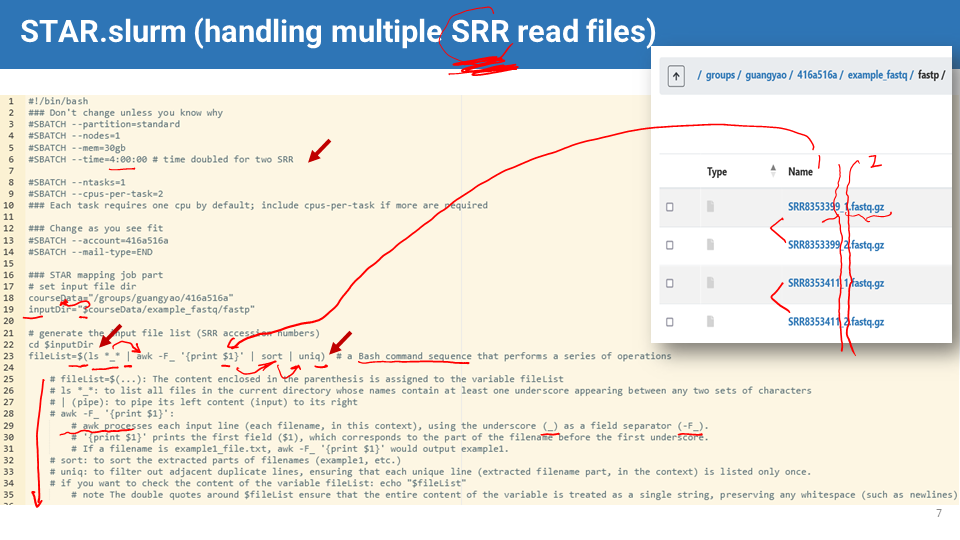 STAR.slurm (handling multiple SRR read files)
/ groups / guangyao / 416a516a / example_fastq / fastp /
Type Name
SRR8353399_1.fastq.gz
SRR8353399_2.fastq.gz
SRR8353411_1.fastq.gz
SRR8353411_2.fastq.gz
1 2
1 #!/bin/bash
2 ### Don't change unless you know why
3 #SBATCH --partition=standard
4 #SBATCH --nodes=1
5 #SBATCH --mem=30gb
6 #SBATCH --time=4:00:00 # time doubled for two SRR
7
8 #SBATCH --ntasks=1
9 #SBATCH --cpus-per-task=2
10 ### Each task requires one cpu by default; include cpus-per-task if more are required
11
12 ### Change as you see fit
13 #SBATCH --account=416a516a
14 #SBATCH --mail-type=END
15
16 ### STAR mapping job part
17 # set input file dir
18 courseData="/groups/guangyao/416a516a"
19 inputDir="$courseData/example_fastq/fastp"
20
21 # generate the input file list (SRR accession numbers)
22 cd $inputDir
23 fileList=$(ls *_* | awk -F_ '{print $1}' | sort | uniq) # a Bash command sequence that performs a series of operations
24
25 # fileList=$(...): The content enclosed in the parenthesis is assigned to the variable fileList
26 # ls *_*: to list all files in the current directory whose names contain at least one underscore appearing between any two sets of characters
27 # | (pipe): to pipe its left content (input) to its right
28 # awk -F_ '{print $1}':
29 # awk processes each input line (each filename, in this context), using the underscore (_) as a field separator (-F_).
30 # '{print $1}' prints the first field ($1), which corresponds to the part of the filename before the first underscore.
31 # If a filename is example1_file.txt, awk -F_ '{print $1}' would output example1.
32 # sort: to sort the extracted parts of filenames (example1, etc.)
33 # uniq: to filter out adjacent duplicate lines, ensuring that each unique line (extracted filename part, in the context) is listed only once.
34 # if you want to check the content of the variable fileList: echo "$fileList"
35 # note The double quotes around $fileList ensure that the entire content of the variable is treated as a single string, preserving any whitespace (such as newlines)
7